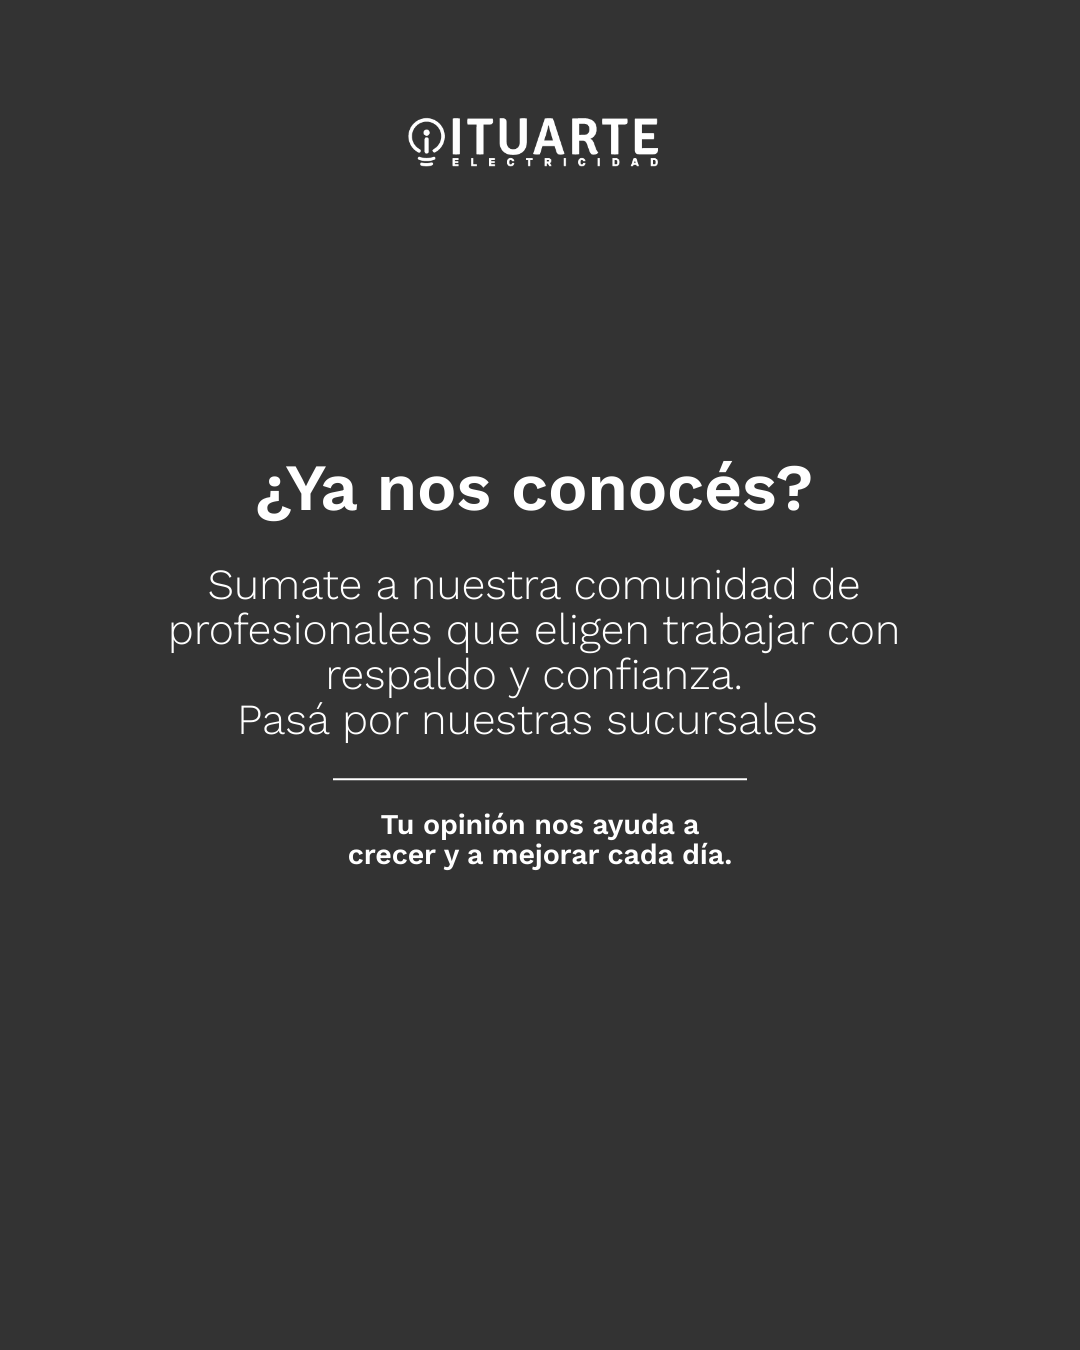 ITUARTE
ELECTRICIDAD
¿Ya nos conocés?
Sumate a nuestra comunidad de
profesionales que eligen trabajar con
respaldo y confianza.
Pasá por nuestras sucursales
Tu opinión nos ayuda a
crecer y a mejorar cada día.